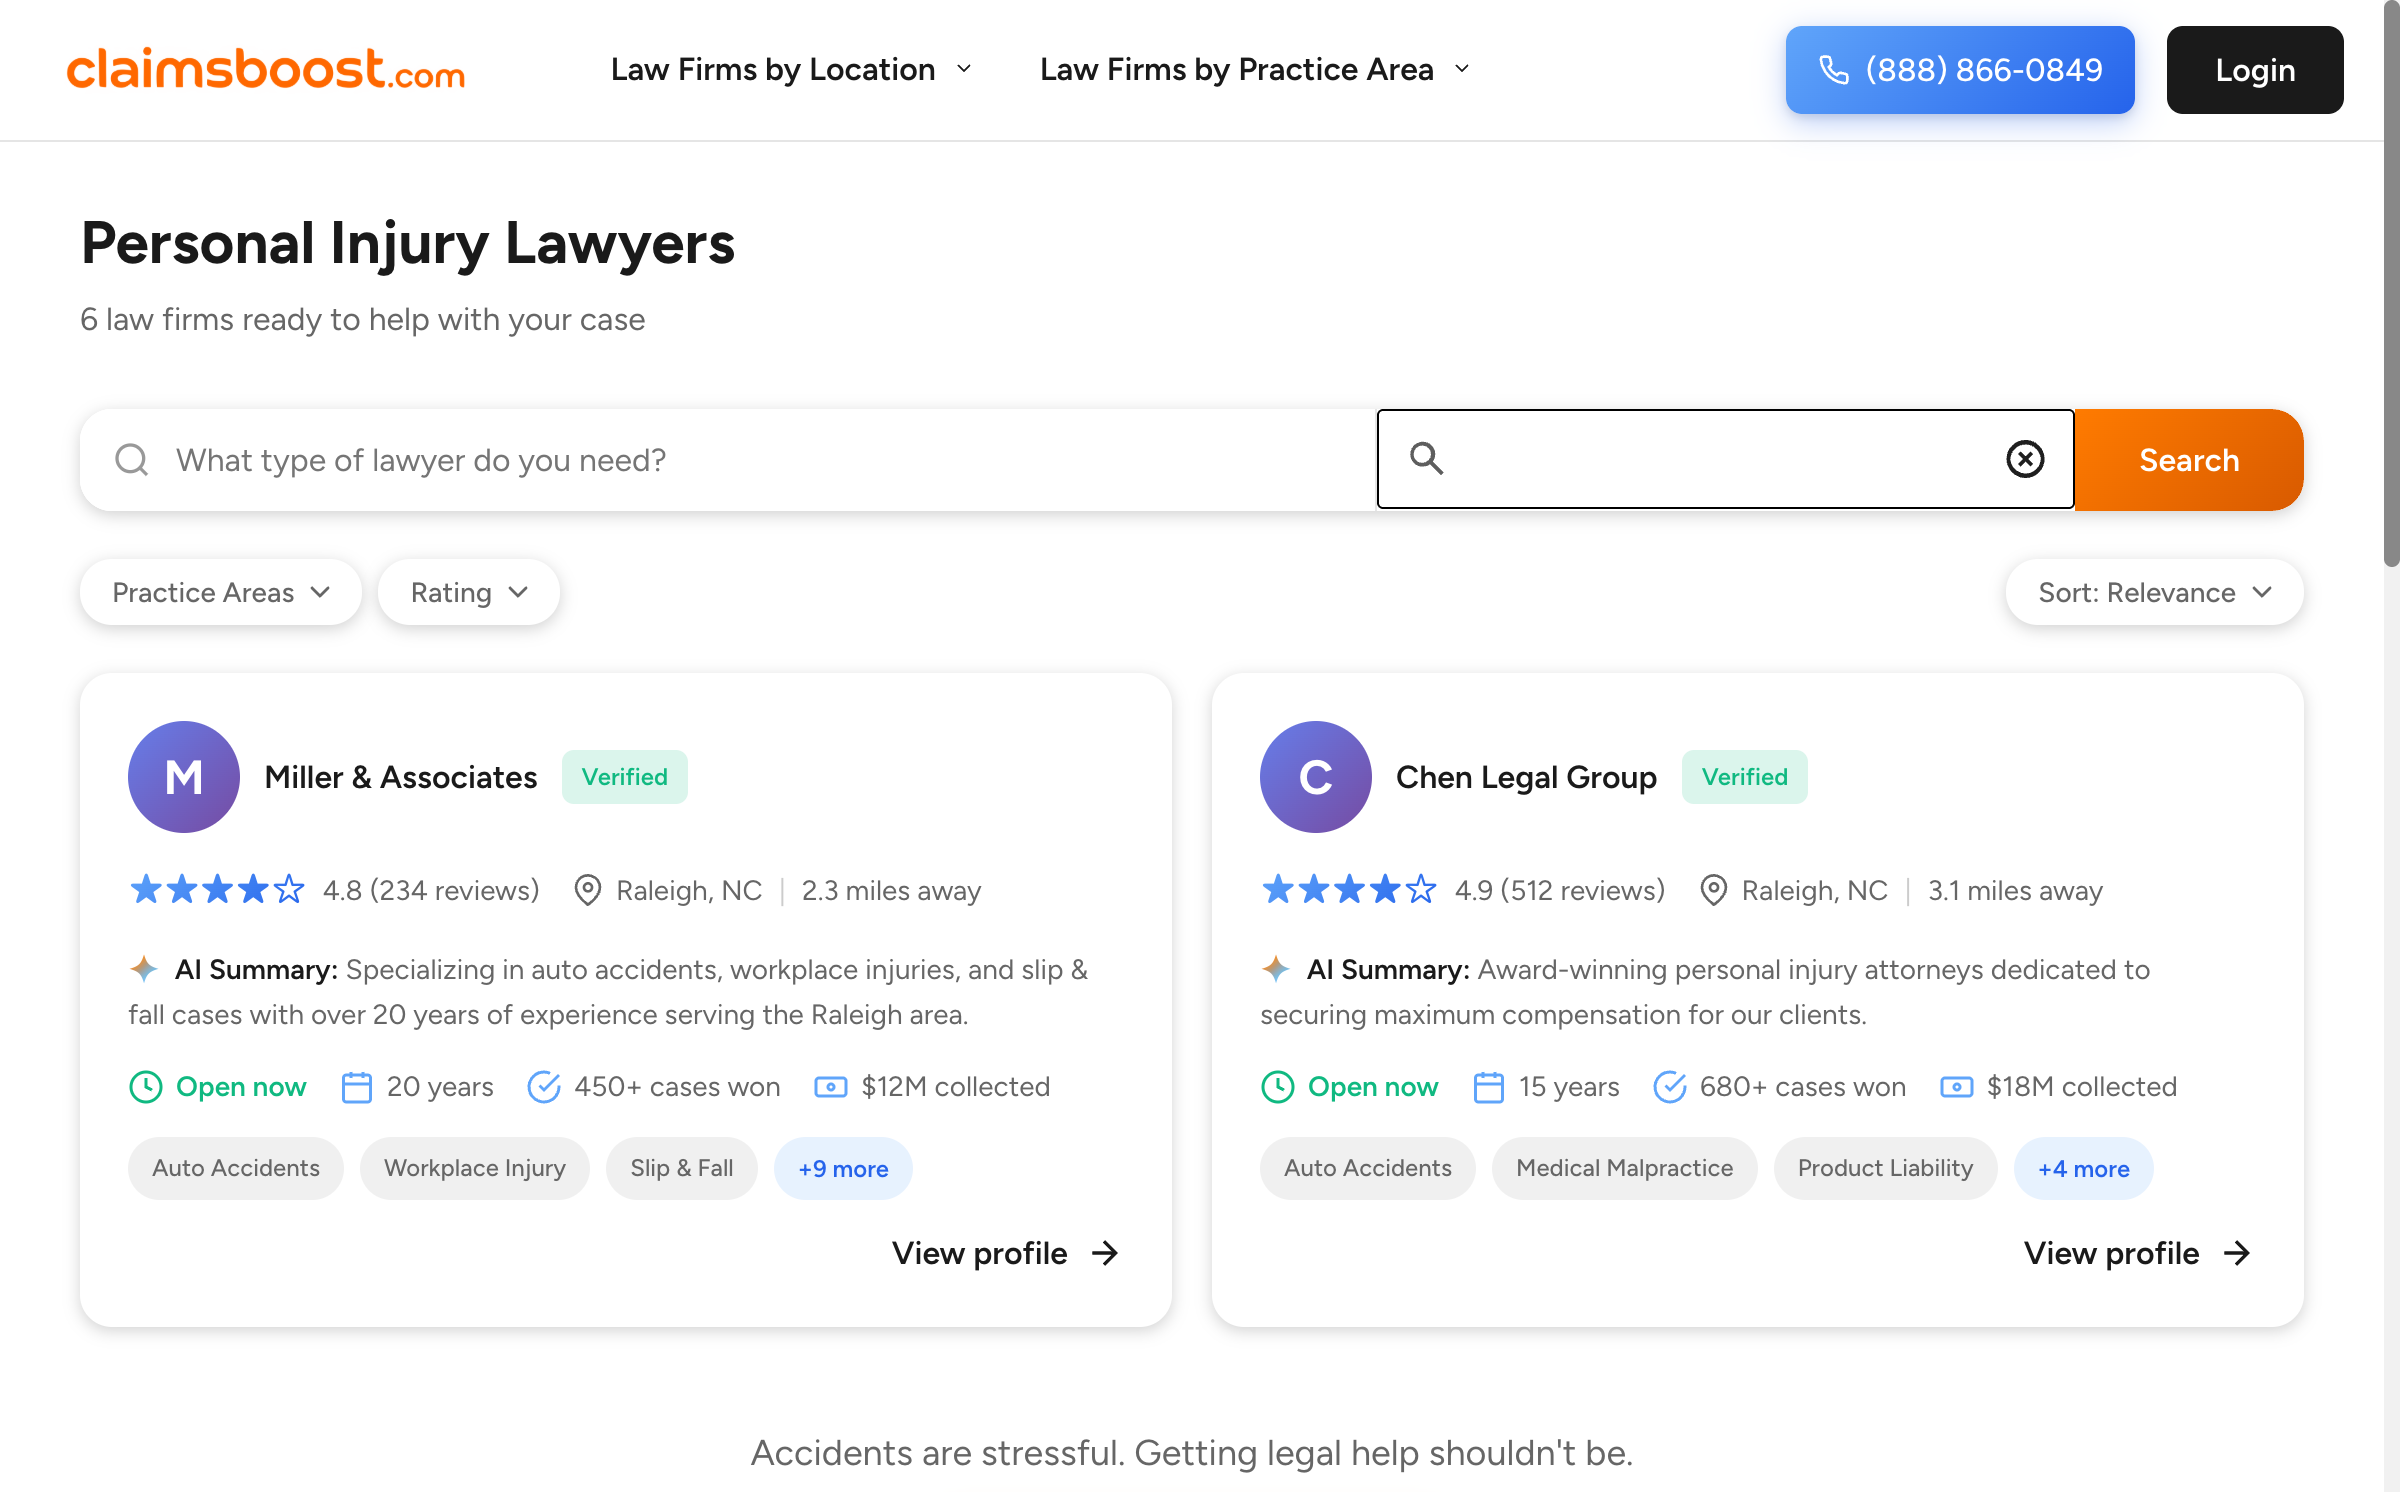 claimsboost.com
Law Firms by Location
Law Firms by Practice Area
(888) 866-0849
Login
Personal Injury Lawyers
6 law firms ready to help with your case
What type of lawyer do you need?
Search
Practice Areas
Rating
Sort: Relevance
M
Miller & Associates
Verified
4.8 (234 reviews)
Raleigh, NC | 2.3 miles away
AI Summary: Specializing in auto accidents, workplace injuries, and slip &
fall cases with over 20 years of experience serving the Raleigh area.
Open now
20 years
450+ cases won
$12M collected
Auto Accidents
Workplace Injury
Slip & Fall
+9 more
View profile
C
Chen Legal Group
Verified
4.9 (512 reviews)
Raleigh, NC | 3.1 miles away
AI Summary: Award-winning personal injury attorneys dedicated to
securing maximum compensation for our clients.
Open now
15 years
680+ cases won
$18M collected
Auto Accidents
Medical Malpractice
Product Liability
+4 more
View profile
Accidents are stressful. Getting legal help shouldn't be.